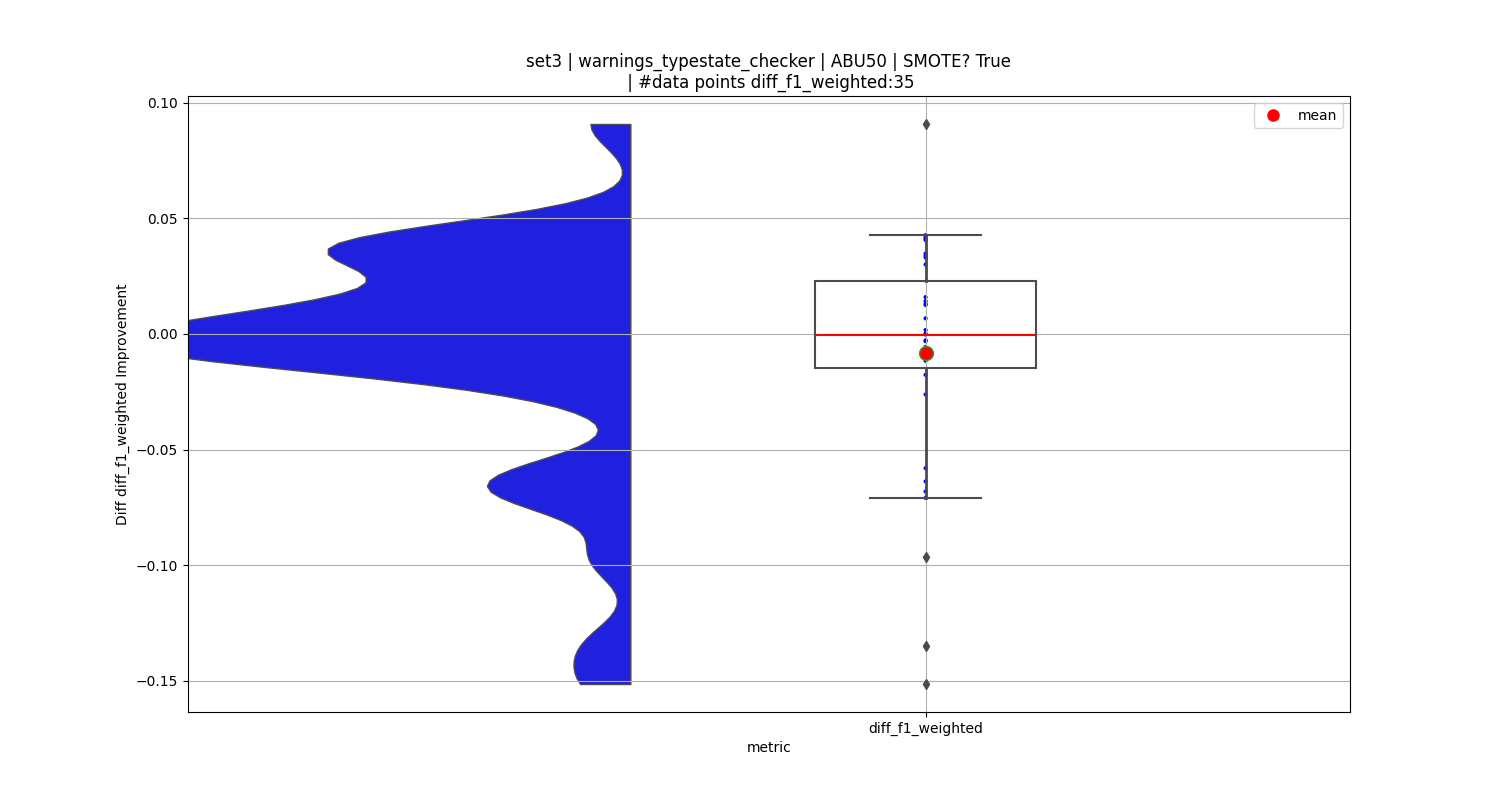 set3 | warnings_typestate_checker | ABU50 | SMOTE? True
| #data points diff_f1_weighted:35
mean
0.10
0.05
0.00
−0.05
−0.10
−0.15
Diff diff_f1_weighted Improvement
diff_f1_weighted
metric